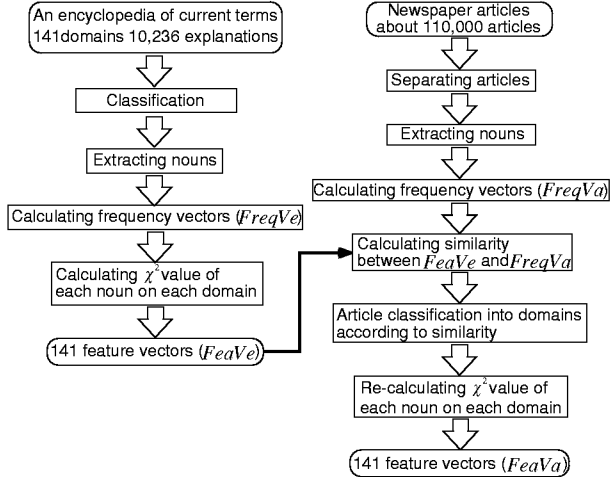 An encyclopedia of current terms
141domains 10,236 explanations
Classification
Extracting nouns
Calculating frequency vectors (FreqVe)
Calculating χ² value of
each noun on each domain
141 feature vectors (FeaVe)
Newspaper articles
about 110,000 articles
Separating articles
Extracting nouns
Calculating frequency vectors (FreqVa)
Calculating similarity
between FeaVe and FreqVa
Article classification into domains
according to similarity
Re-calculating χ² value of
each noun on each domain
141 feature vectors (FeaVa)